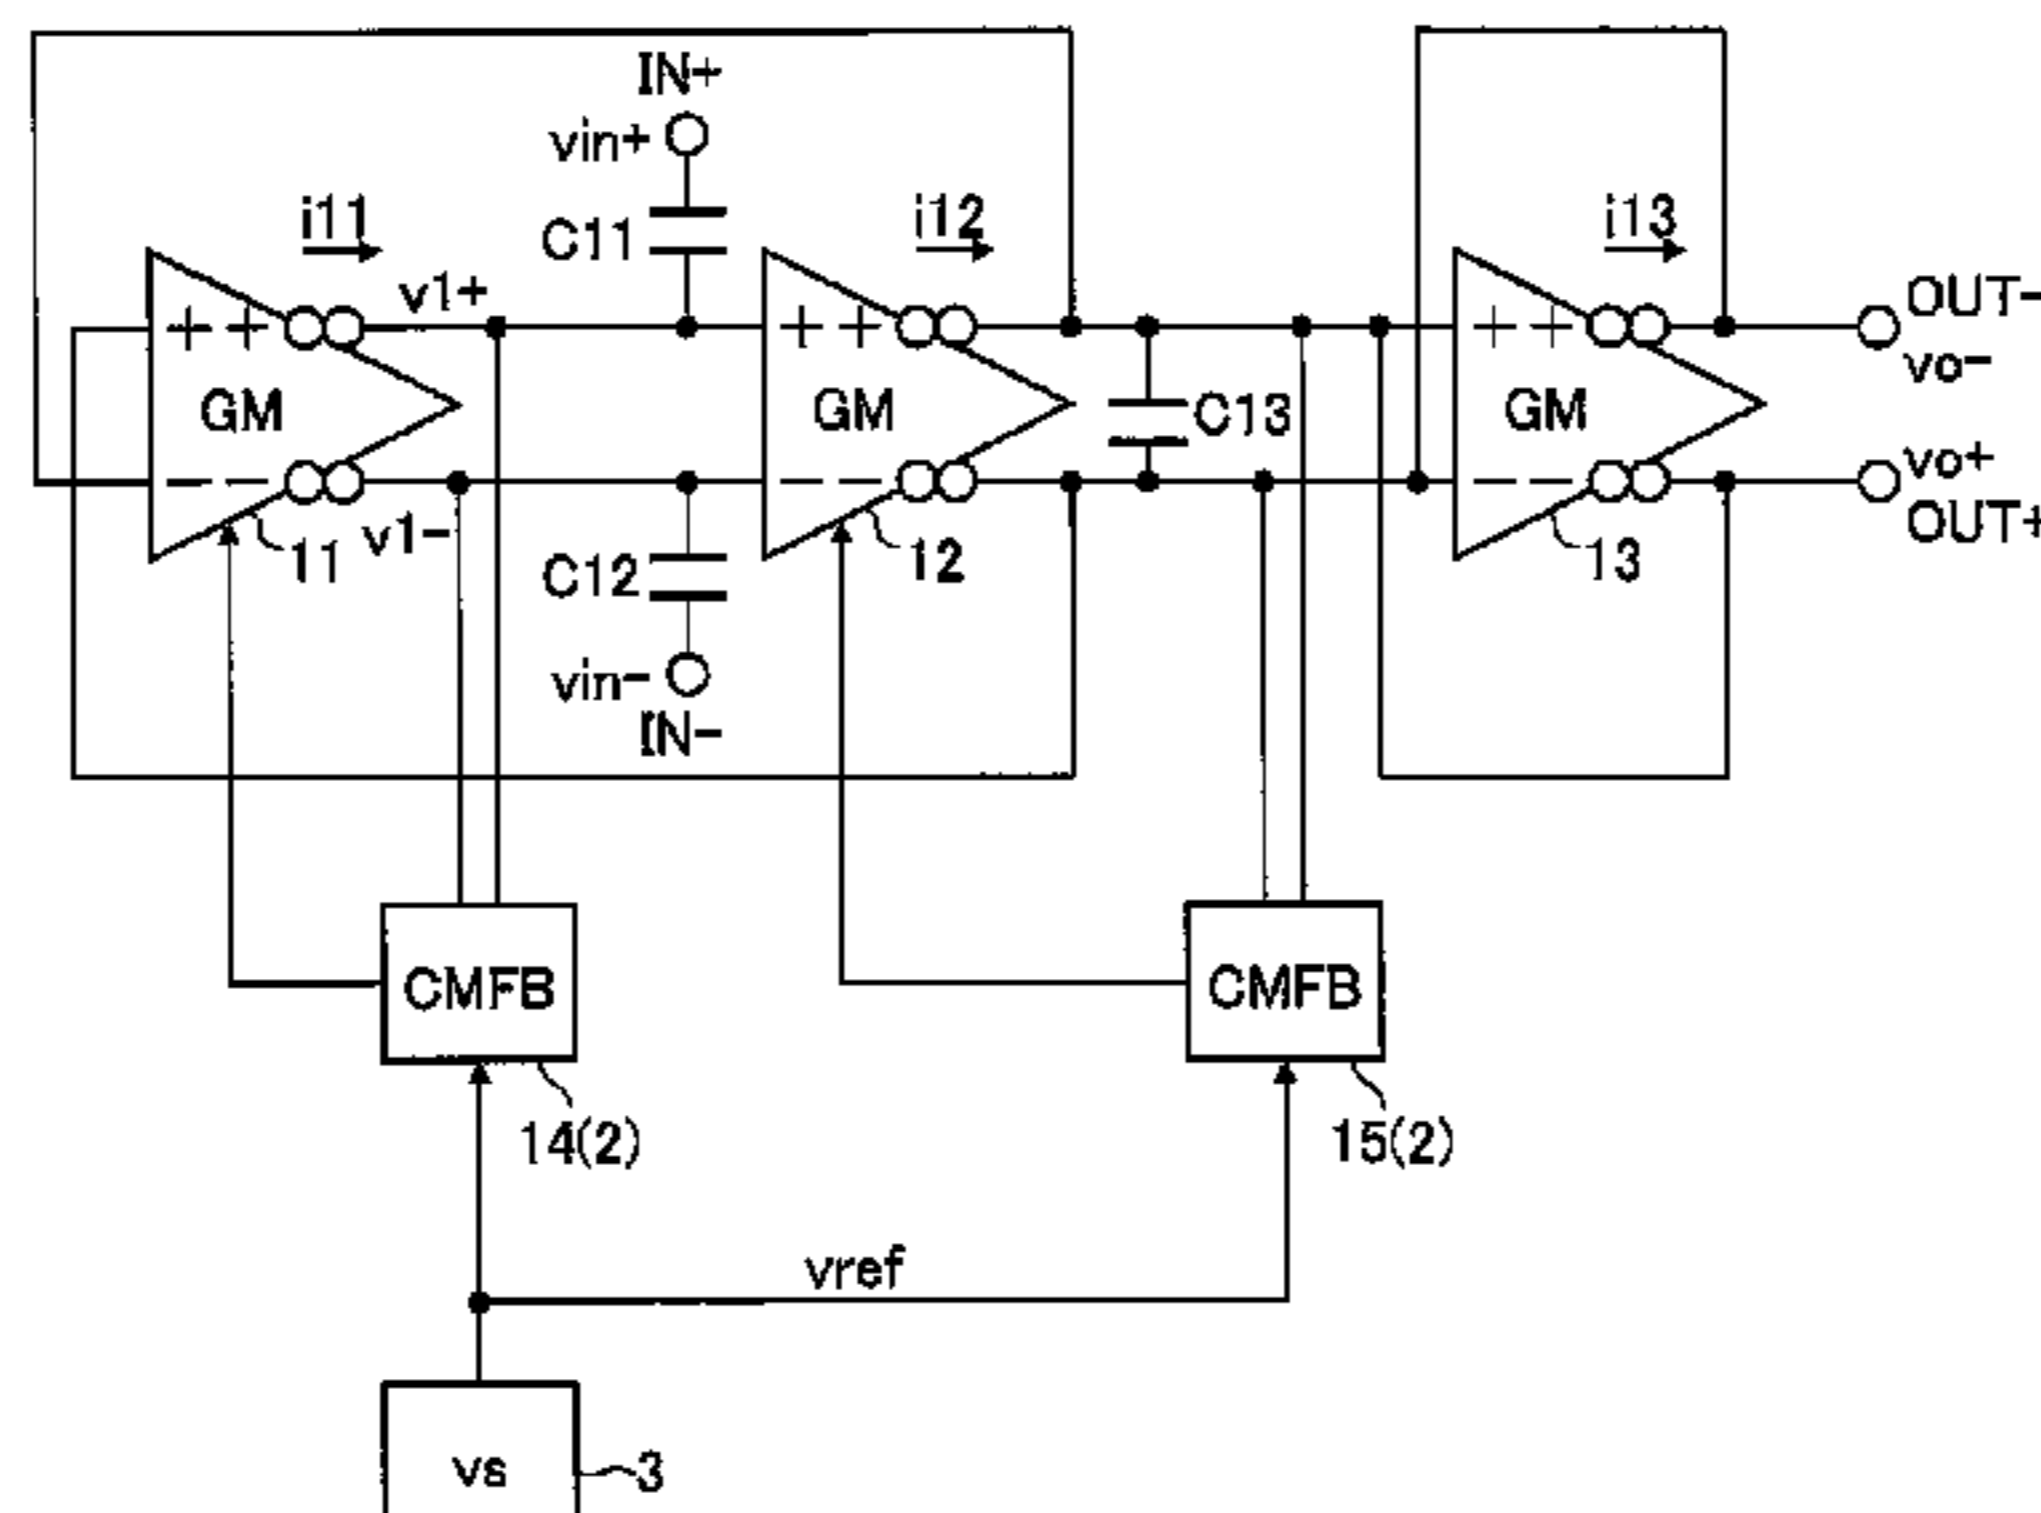 IN+
vin+
C11
i11
i12
i13
v1+
+ +
GM
− −
11
v1-
+ +
GM
− −
12
C13
+ +
GM
− −
13
OUT-
vo-
vo+
OUT+
C12
vin-
IN-
CMFB
14(2)
CMFB
15(2)
vref
vs
3